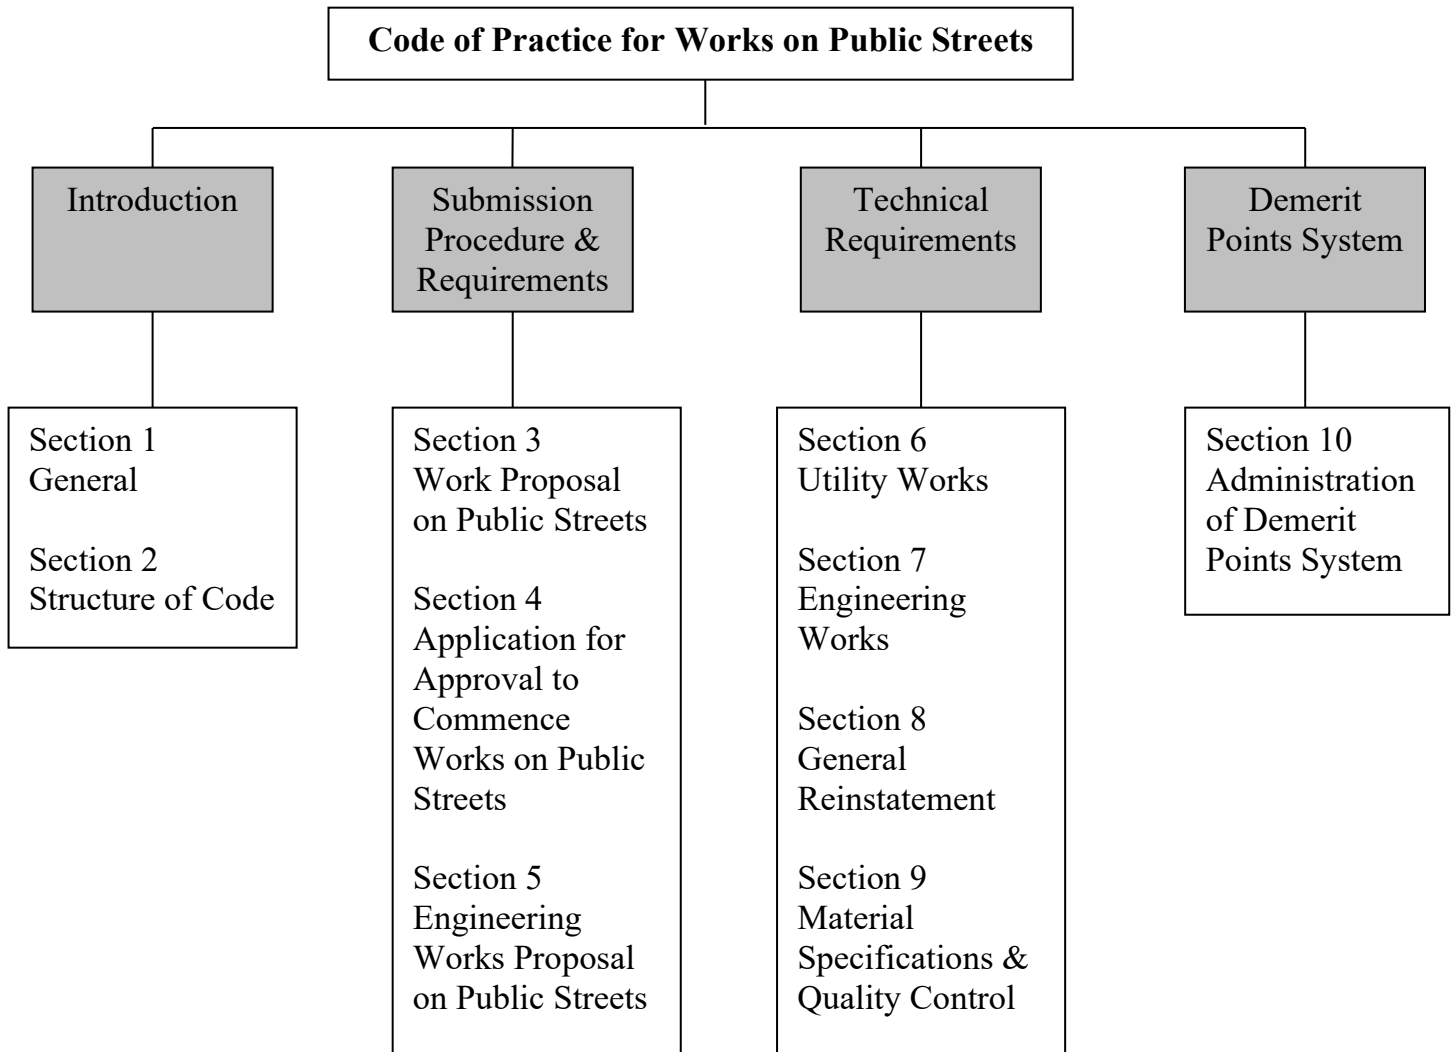 Code of Practice for Works on Public Streets
Introduction
Submission
Procedure &
Requirements
Technical
Requirements
Demerit
Points System
Section 1
General
Section 2
Structure of Code
Section 3
Work Proposal
on Public Streets
Section 4
Application for
Approval to
Commence
Works on Public
Streets
Section 5
Engineering
Works Proposal
on Public Streets
Section 6
Utility Works
Section 7
Engineering
Works
Section 8
General
Reinstatement
Section 9
Material
Specifications &
Quality Control
Section 10
Administration
of Demerit
Points System